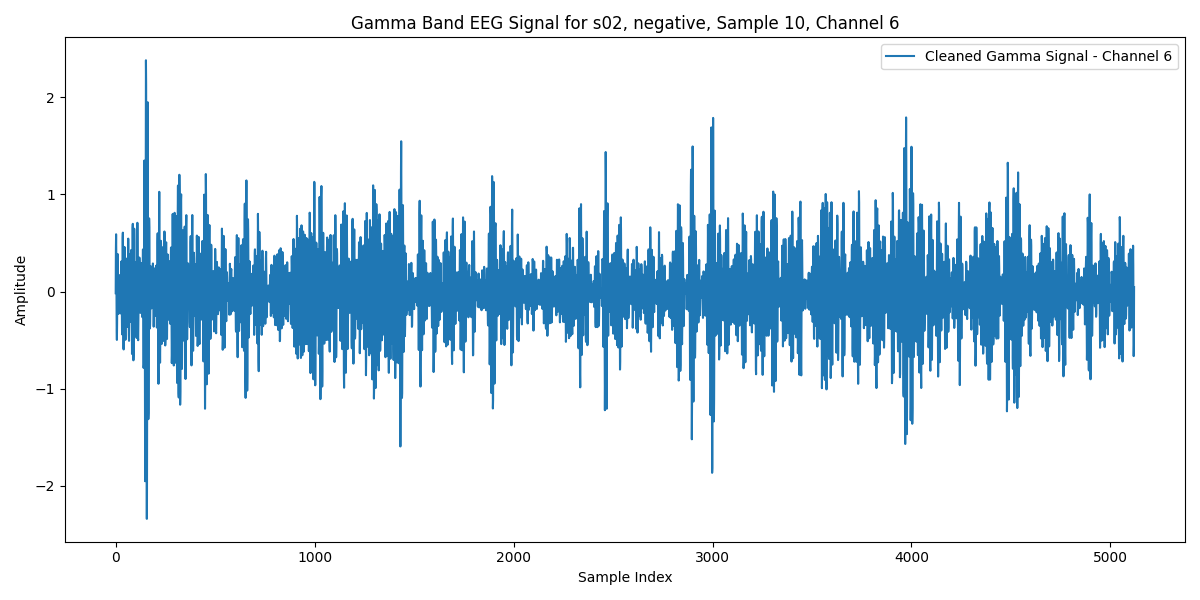 Gamma Band EEG Signal for s02, negative, Sample 10, Channel 6
Cleaned Gamma Signal - Channel 6
Amplitude
2
1
0
−1
−2
0 1000 2000 3000 4000 5000
Sample Index